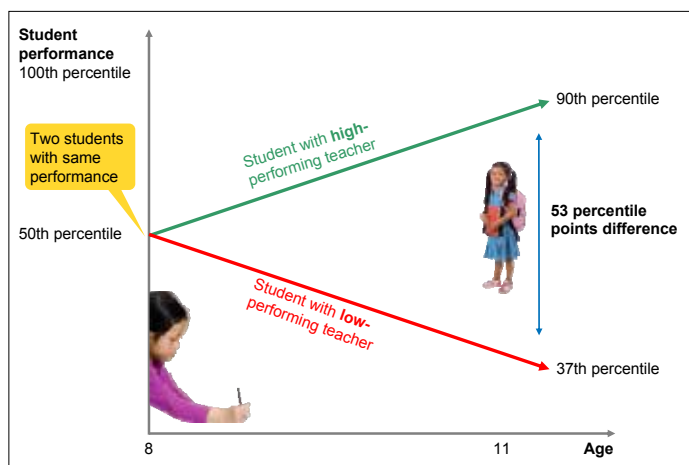 Student
performance
100th percentile
90th percentile
Two students
with same
performance
Student with high-
performing teacher
53 percentile
points difference
50th percentile
Student with low-
performing teacher
37th percentile
8
11
Age